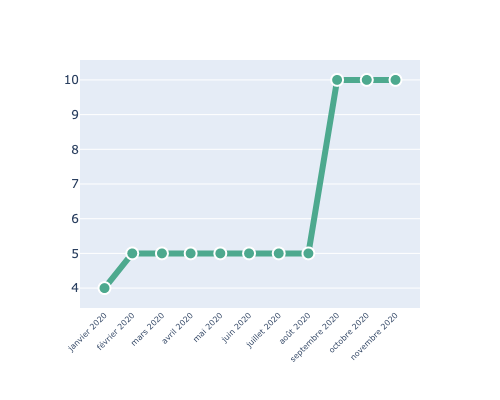 10
9
8
7
6
5
4
janvier 2020
février 2020
mars 2020
avril 2020
mai 2020
juin 2020
juillet 2020
août 2020
septembre 2020
octobre 2020
novembre 2020